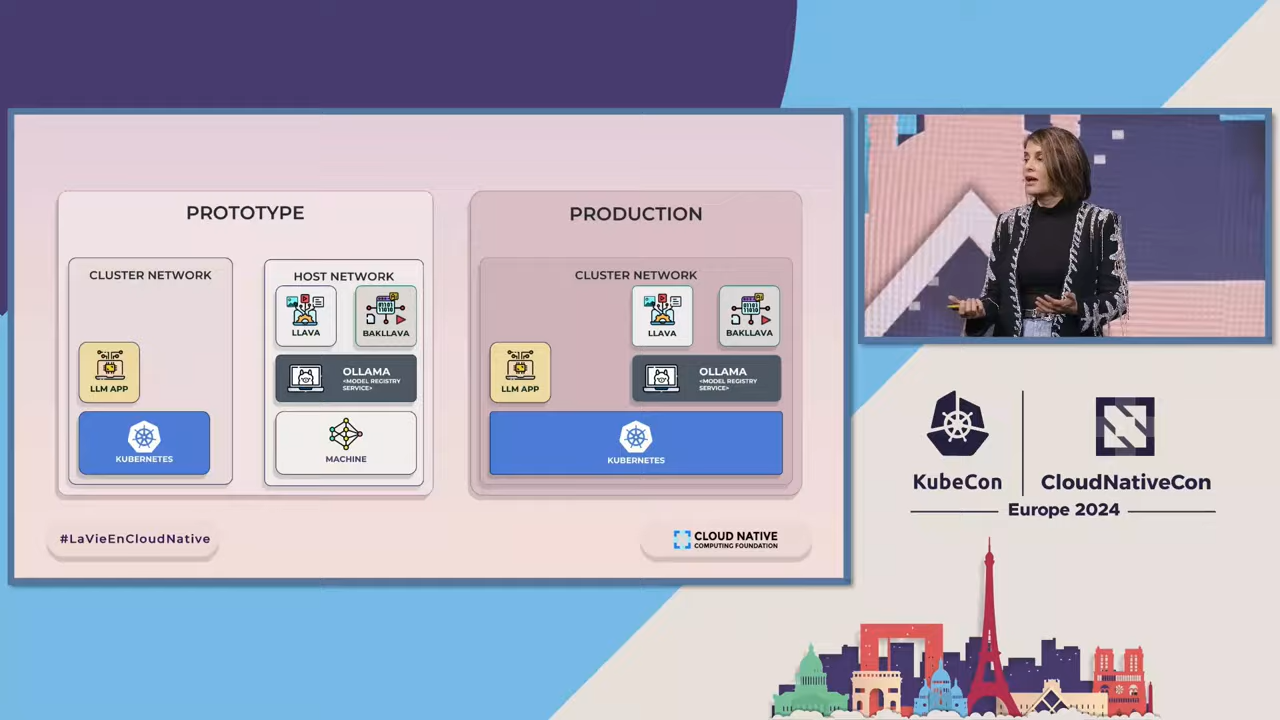 PROTOTYPE
CLUSTER NETWORK
LLM APP
KUBERNETES
HOST NETWORK
LLAVA
BAKLLAVA
OLLAMA
<MODEL REGISTRY
SERVICE>
MACHINE
PRODUCTION
CLUSTER NETWORK
LLAVA
BAKLLAVA
LLM APP
OLLAMA
<MODEL REGISTRY
SERVICE>
KUBERNETES
#LaVieEnCloudNative
CLOUD NATIVE
COMPUTING FOUNDATION
KubeCon
CloudNativeCon
Europe 2024